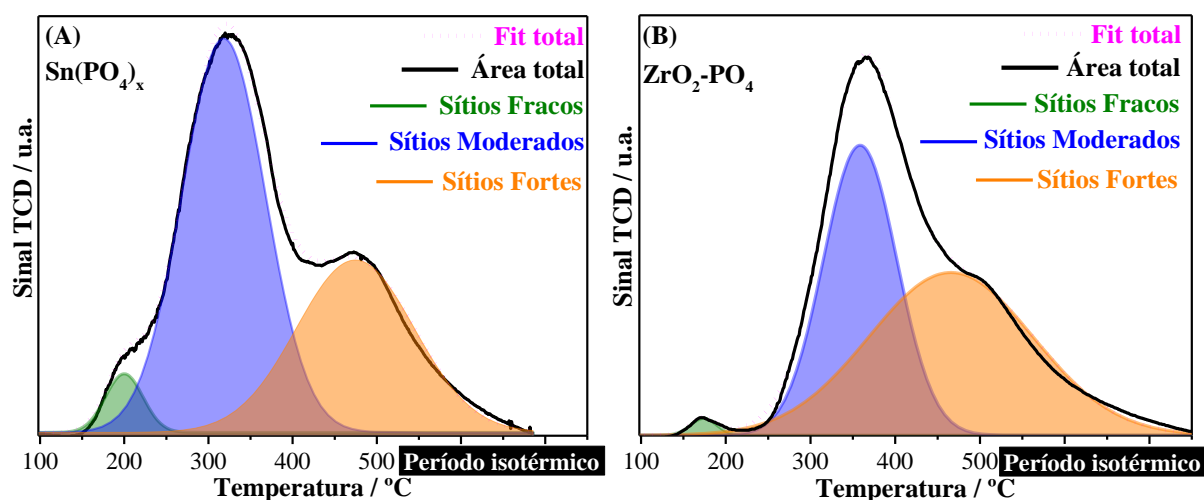 (A)
Sn(PO4)x
Fit total
Área total
Sítios Fracos
Sítios Moderados
Sítios Fortes
Sinal TCD / u.a.
100 200 300 400 500 Período isotérmico
Temperatura / ºC
(B)
ZrO2-PO4
Fit total
Área total
Sítios Fracos
Sítios Moderados
Sítios Fortes
Sinal TCD / u.a.
100 200 300 400 500 Período isotérmico
Temperatura / ºC